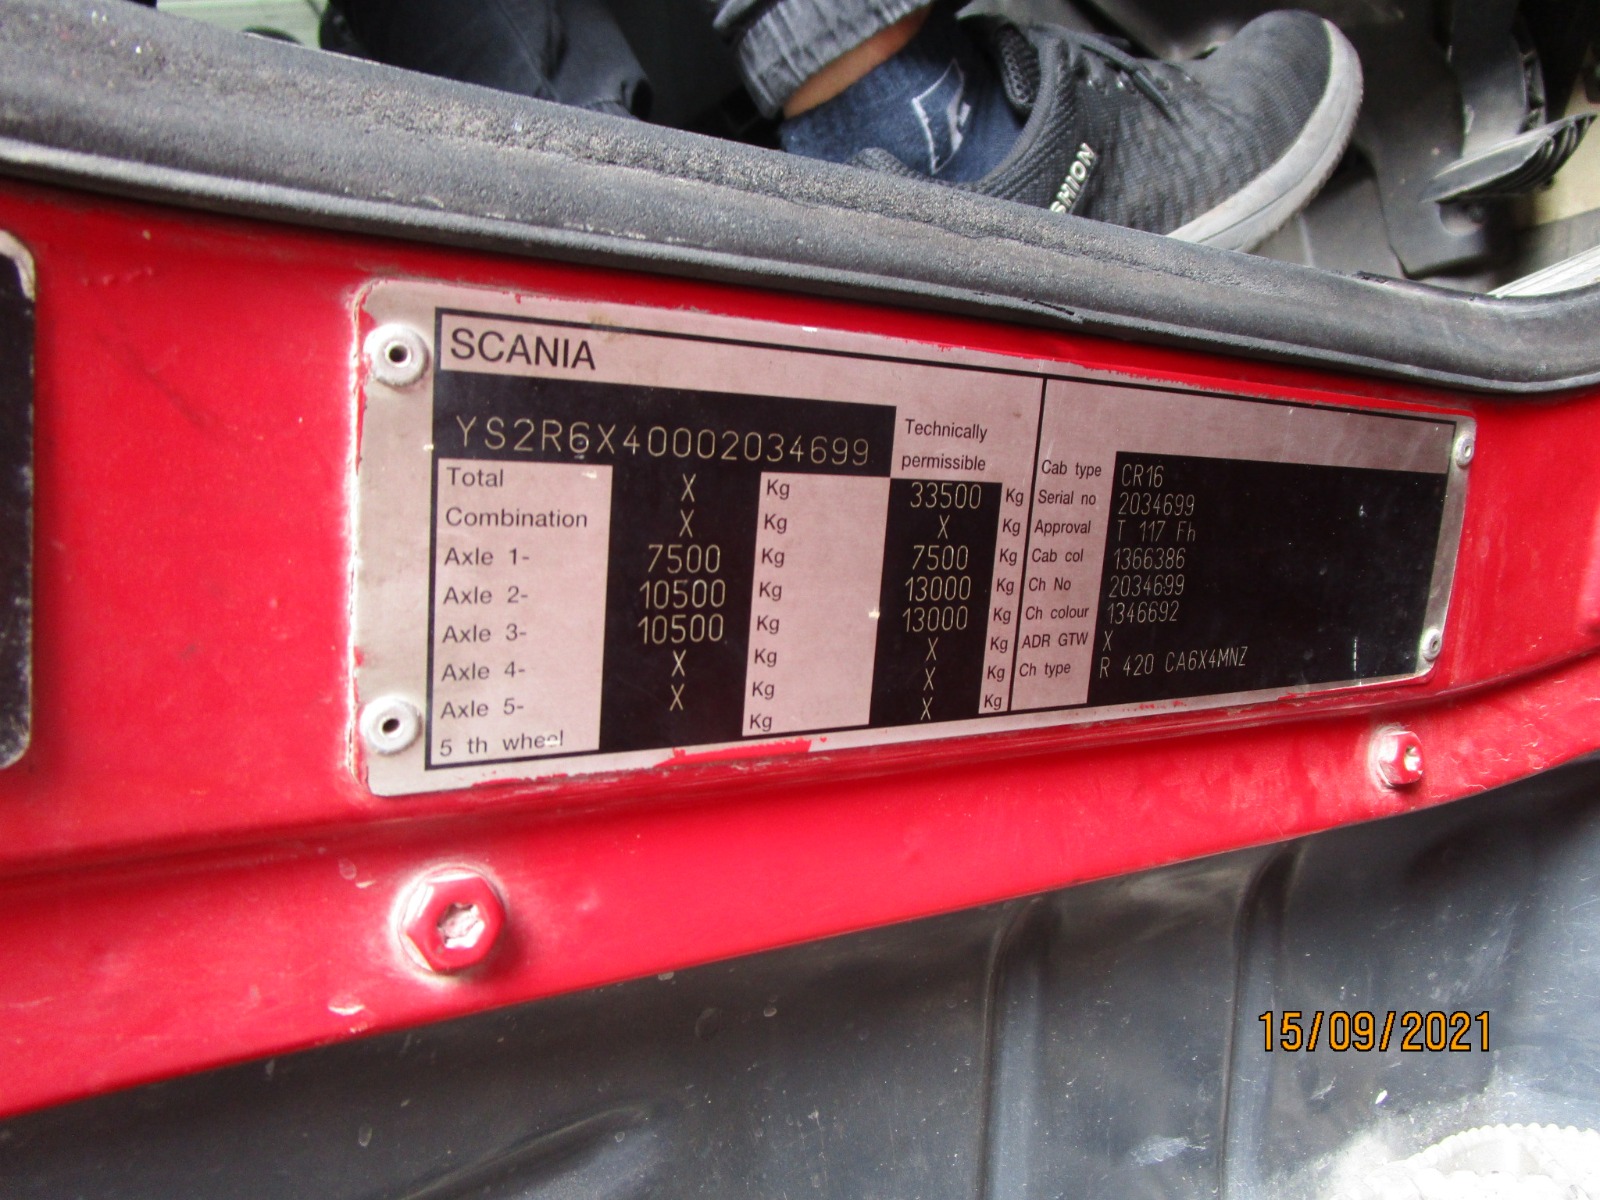 SHION
SCANIA
YS2R6X40002034699
Technically
permissible
Total X Kg 33500 Kg
Combination X Kg X Kg
Axle 1- 7500 Kg 7500 Kg
Axle 2- 10500 Kg 13000 Kg
Axle 3- 10500 Kg 13000 Kg
Axle 4- X Kg X Kg
Axle 5- X Kg X Kg
5 th wheel Kg X Kg
Cab type CR16
Serial no 2034699
Approval T 117 Fh
Cab col 1366386
Ch No 2034699
Ch colour 1346692
ADR GTW X
Ch type R 420 CA6X4MNZ
15/09/2021